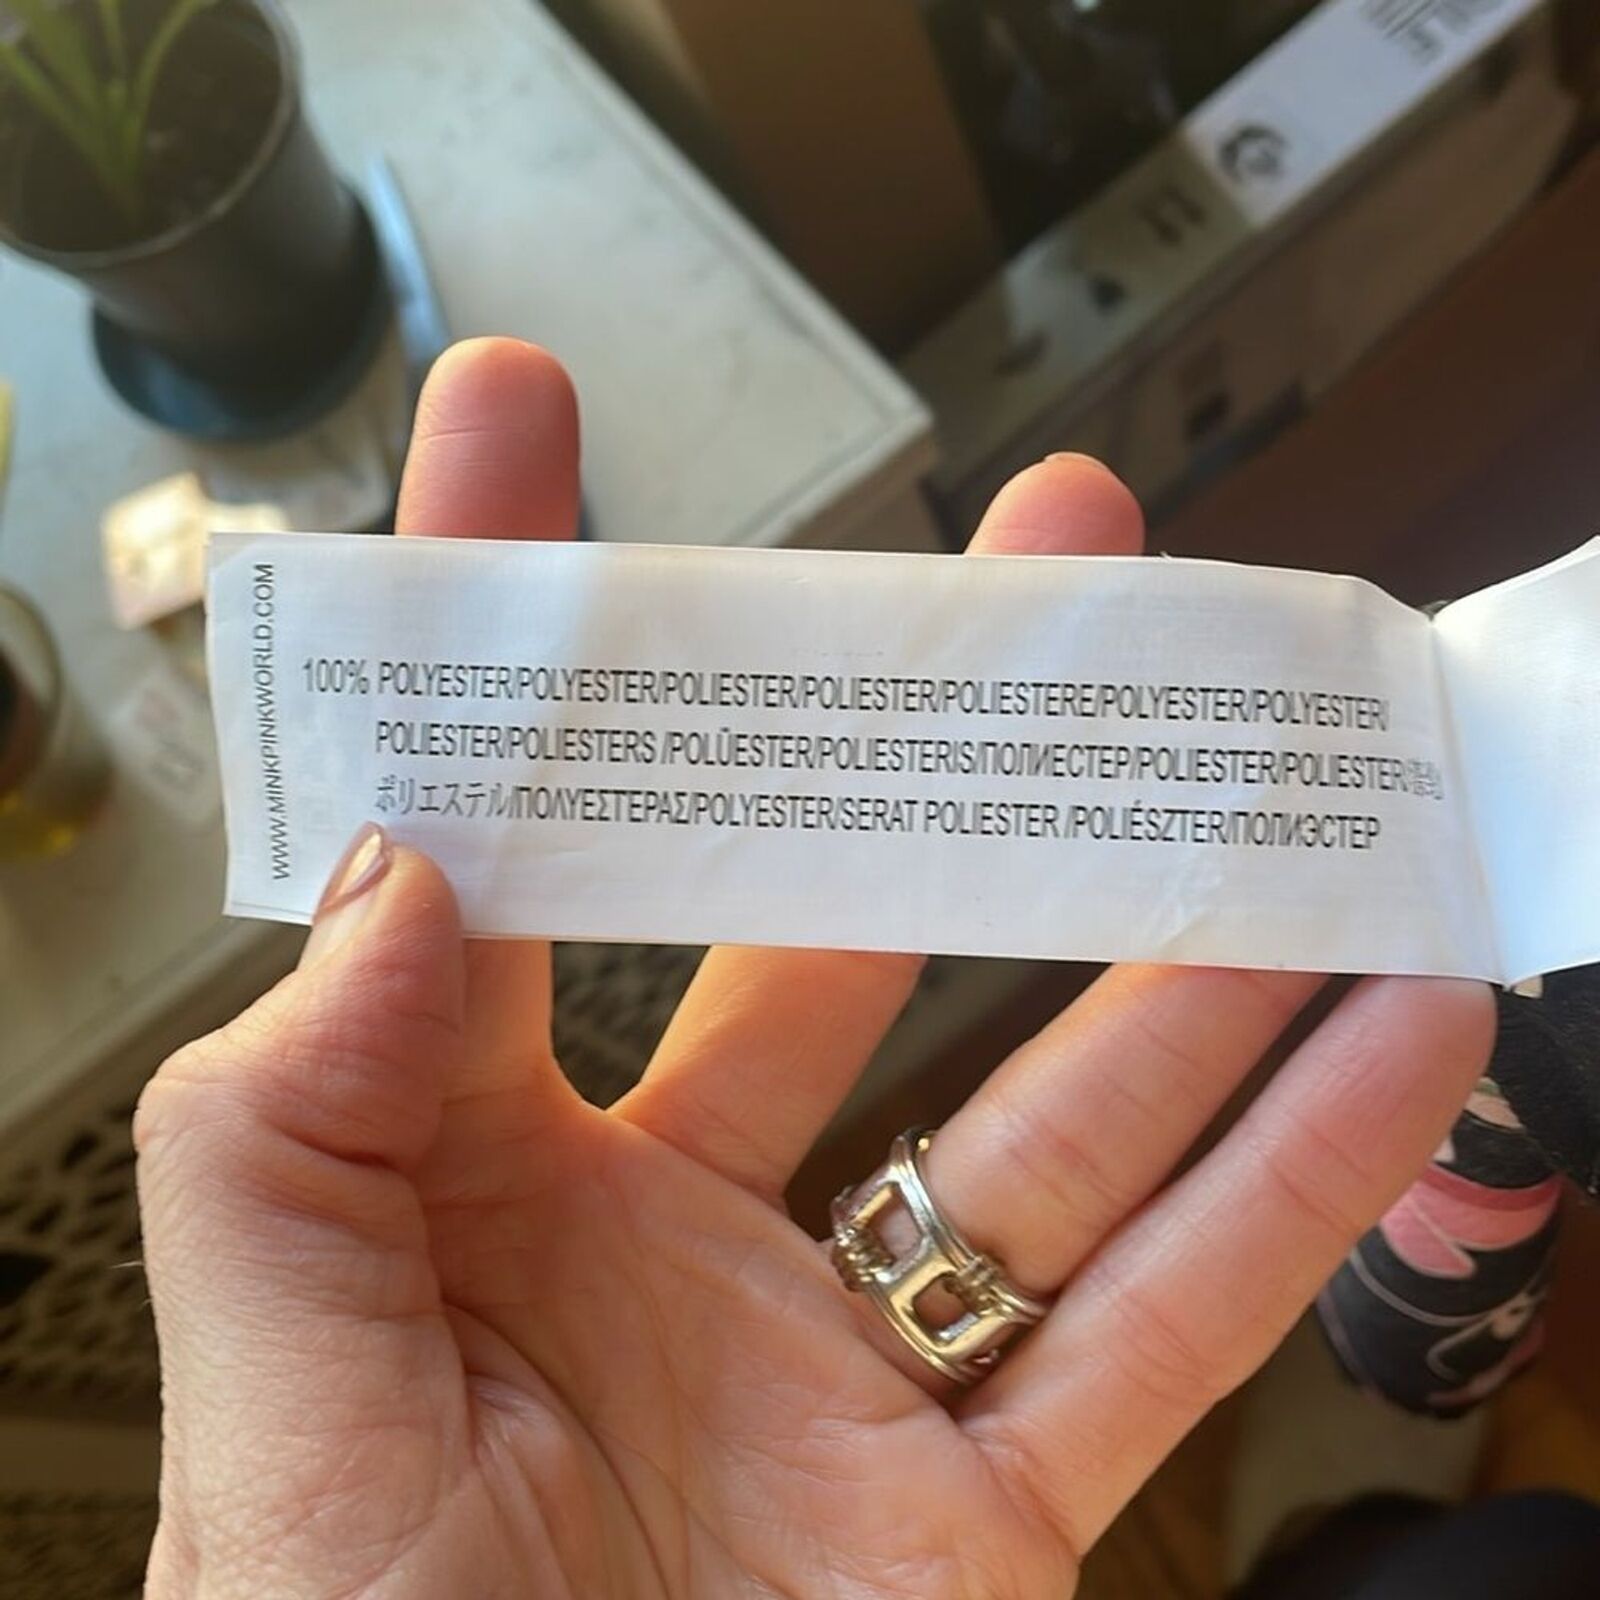 WWW.MINKPINKWORLD.COM
100% POLYESTER/POLYESTER/POLIESTER/POLIESTER/POLIESTERE/POLYESTER/POLYESTER/
POLIESTER/POLIESTERS /POLÜESTER/POLIESTERIS/ПОЛИЕСТЕР/POLIESTER/POLIESTER/
ポリエステル/ΠΟΛΥΕΣΤΕΡΑΣ/POLYESTER/SERAT POLIESTER /POLIÉSZTER/ПОЛИЭСТЕР